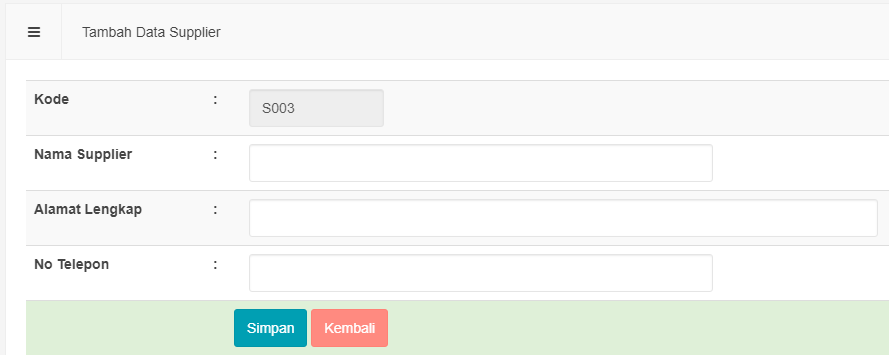 Tambah Data Supplier
Kode : S003
Nama Supplier :
Alamat Lengkap :
No Telepon :
Simpan Kembali